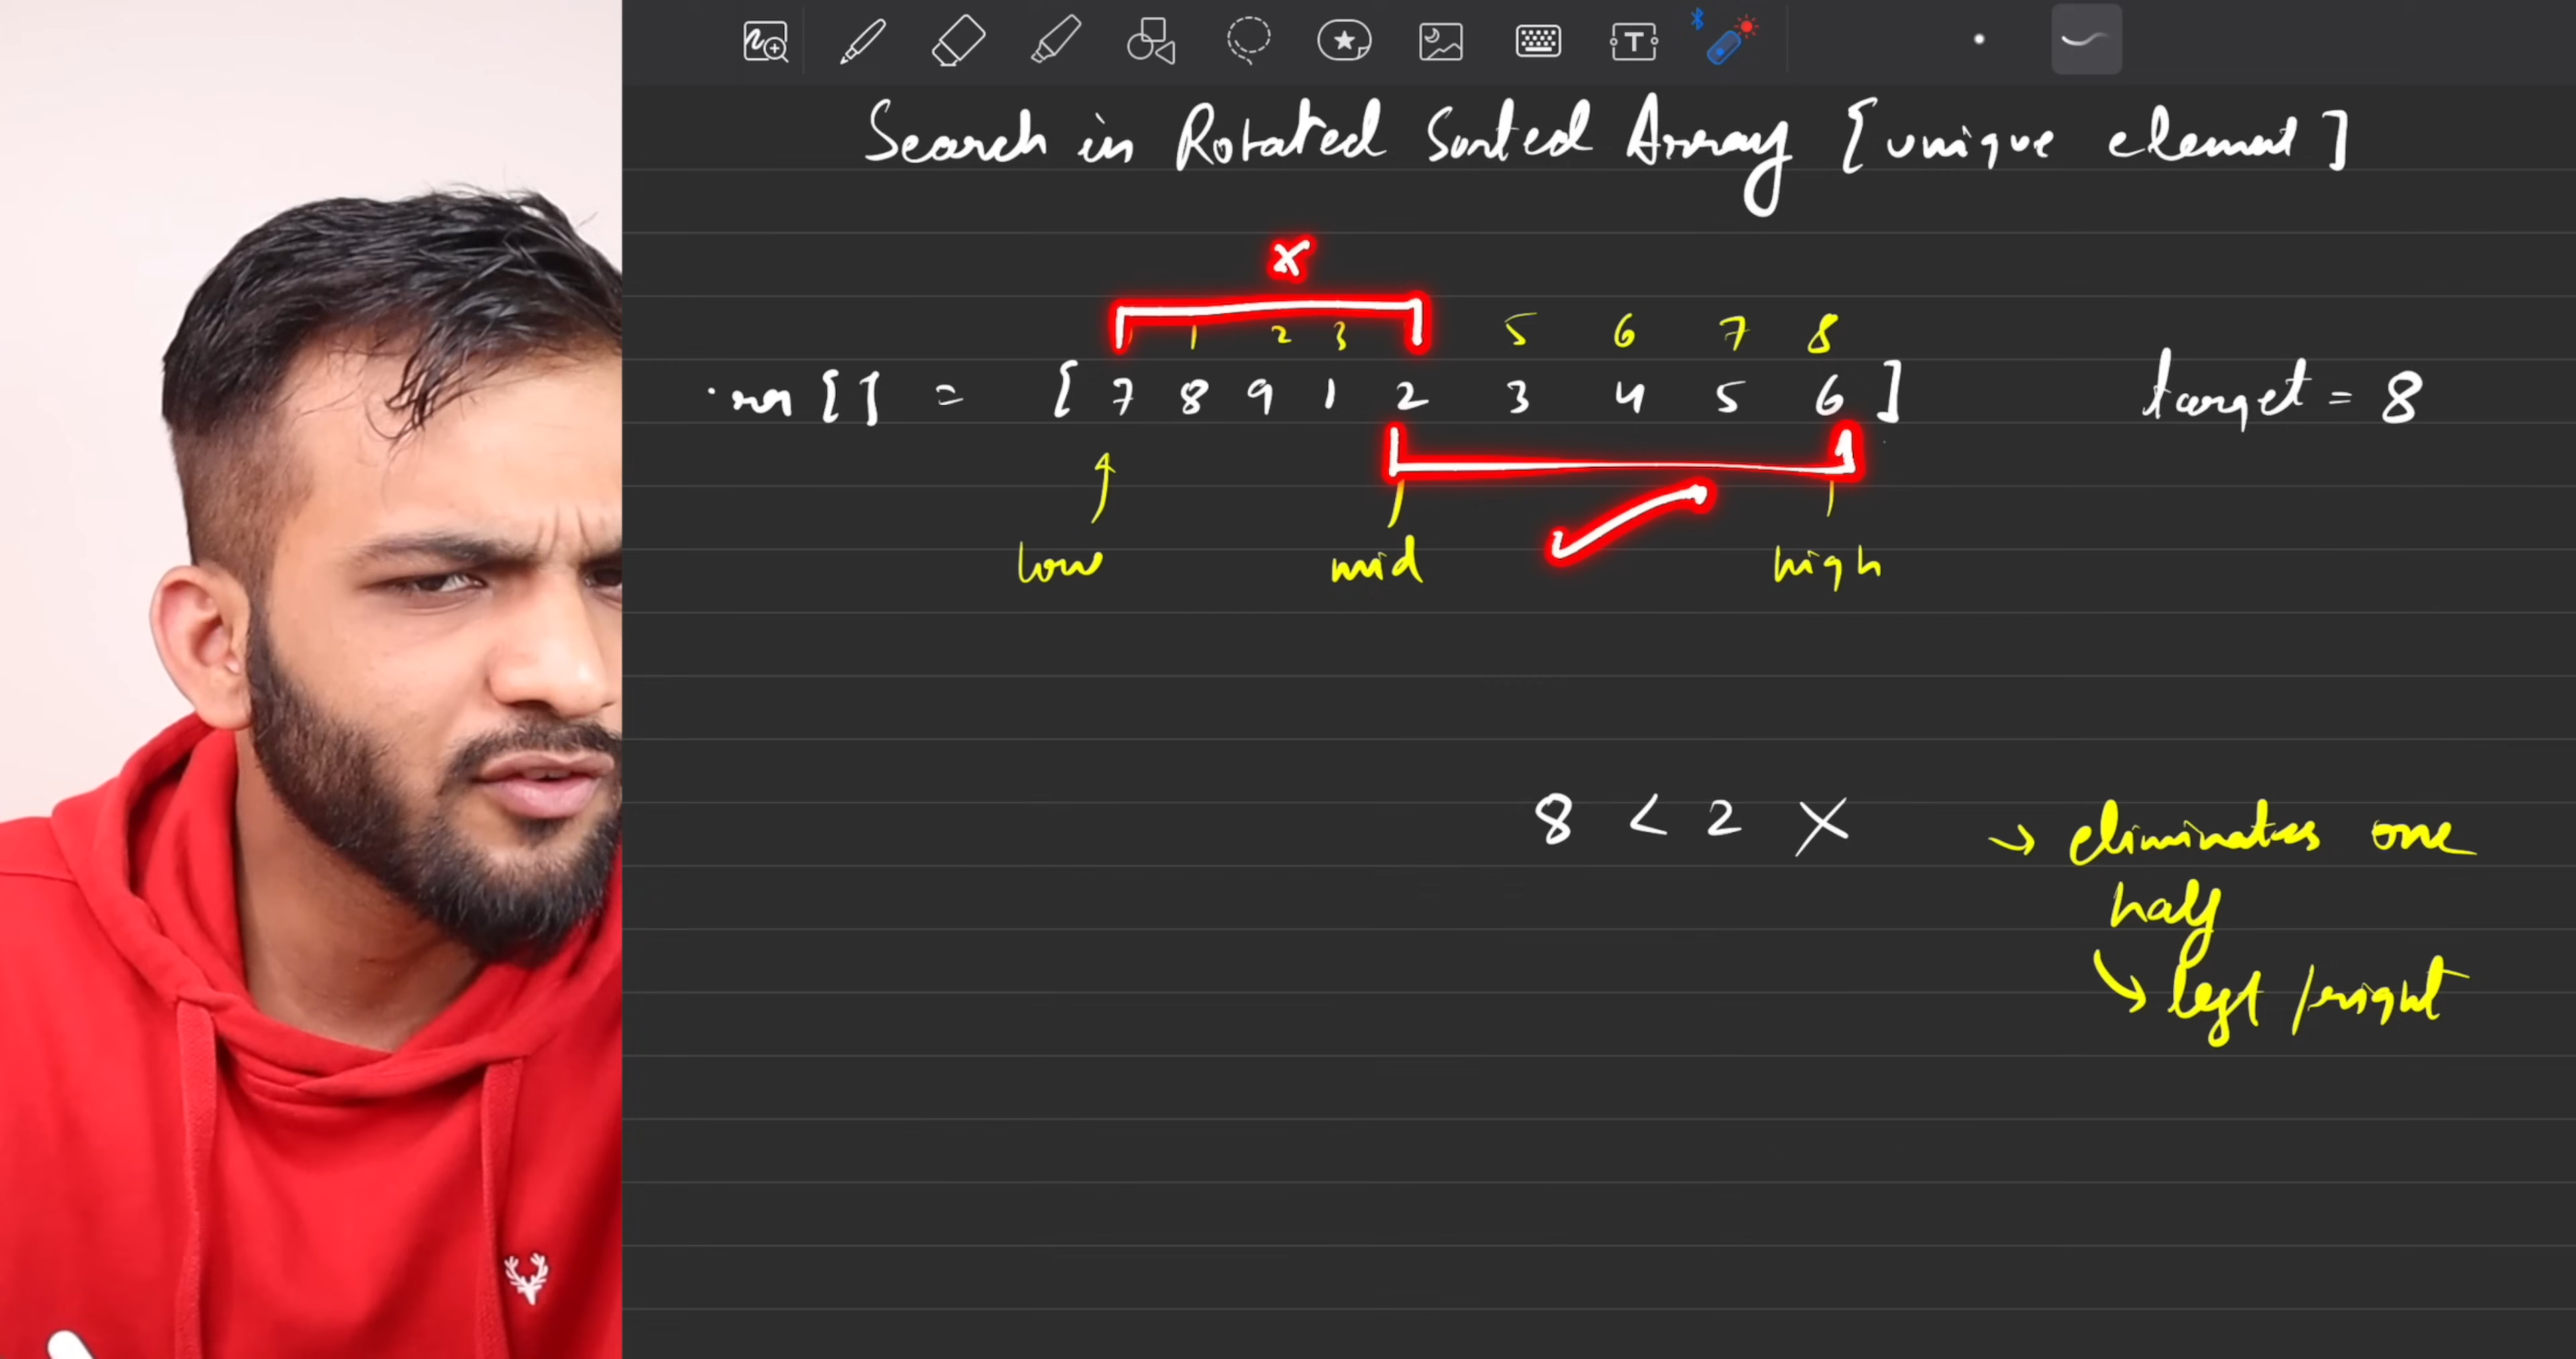 Search in Rotated Sorted Array [unique element]
x
1 2 3 5 6 7 8
[] = [7 8 9 1 2 3 4 5 6] target = 8
low mid high
8 < 2 X → eliminates one
half
↘ left / right